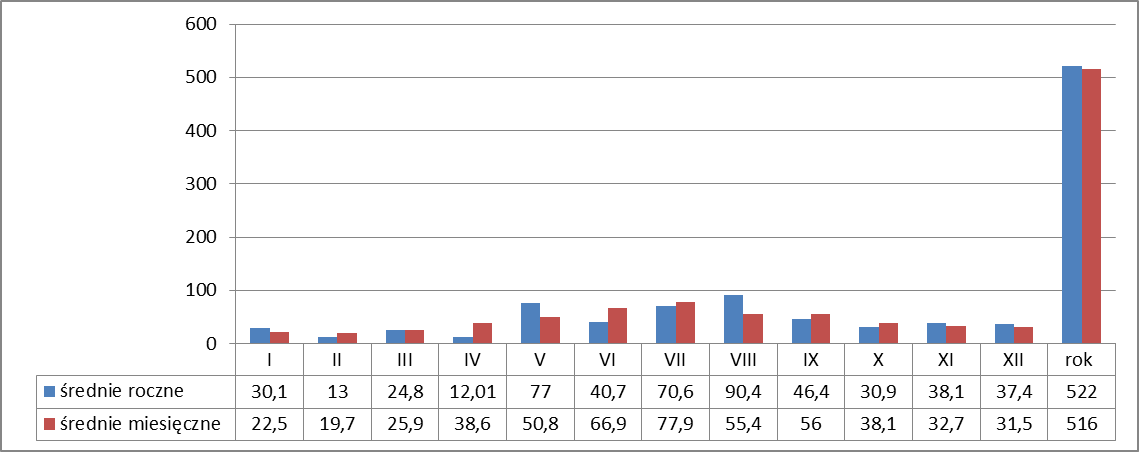 600
500
400
300
200
100
0
I II III IV V VI VII VIII IX X XI XII rok
średnie roczne 30,1 13 24,8 12,01 77 40,7 70,6 90,4 46,4 30,9 38,1 37,4 522
średnie miesięczne 22,5 19,7 25,9 38,6 50,8 66,9 77,9 55,4 56 38,1 32,7 31,5 516